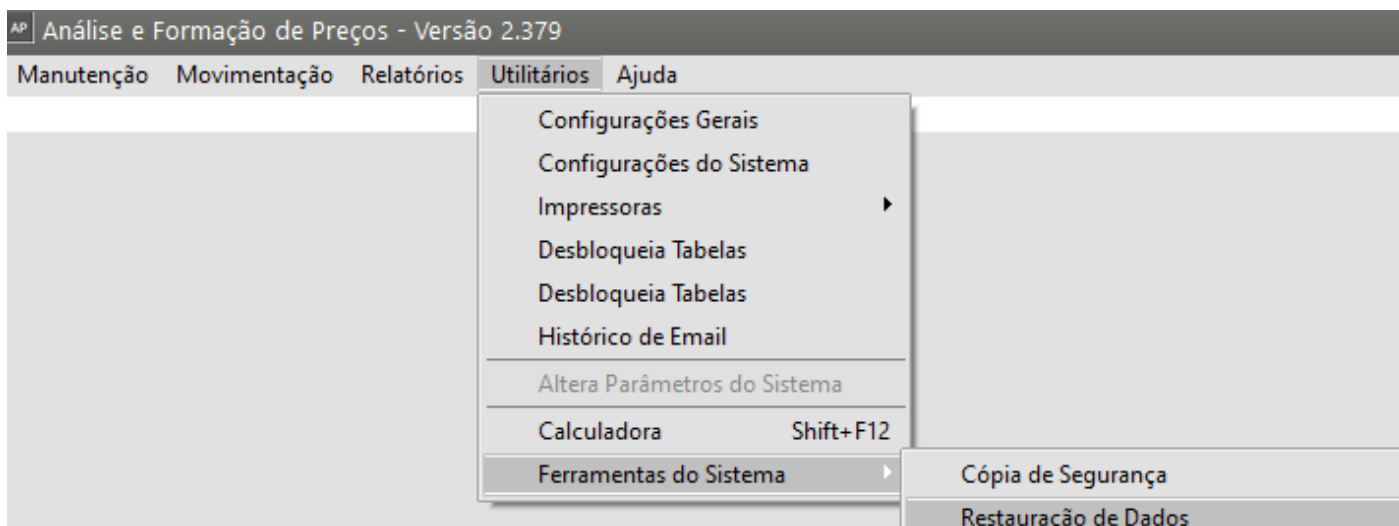 AP Análise e Formação de Preços - Versão 2.379
Manutenção Movimentação Relatórios Utilitários Ajuda
Configurações Gerais
Configurações do Sistema
Impressoras
Desbloqueia Tabelas
Desbloqueia Tabelas
Histórico de Email
Altera Parâmetros do Sistema
Calculadora Shift+F12
Ferramentas do Sistema
Cópia de Segurança
Restauração de Dados